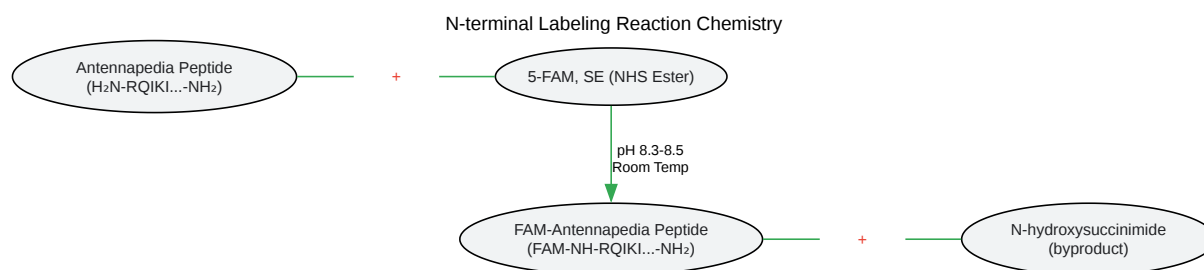 N-terminal Labeling Reaction Chemistry
Antennapedia Peptide
(H₂N-RQIKI...-NH₂)
+
5-FAM, SE (NHS Ester)
pH 8.3-8.5
Room Temp
FAM-Antennapedia Peptide
(FAM-NH-RQIKI...-NH₂)
+
N-hydroxysuccinimide
(byproduct)